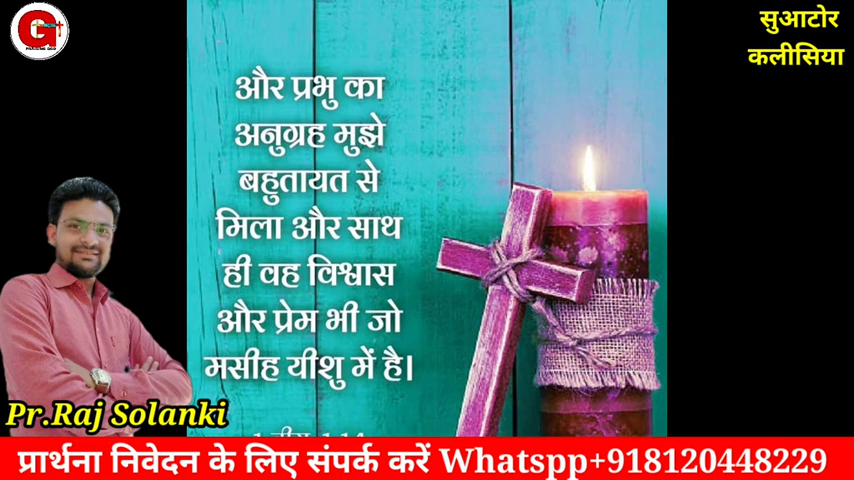 सुआटोर
कलीसिया
और प्रभु का
अनुग्रह मुझे
बहुतायत से
मिला और साथ
ही वह विश्वास
और प्रेम भी जो
मसीह यीशु में है।
Pr.Raj Solanki
प्रार्थना निवेदन के लिए संपर्क करें Whatspp+918120448229